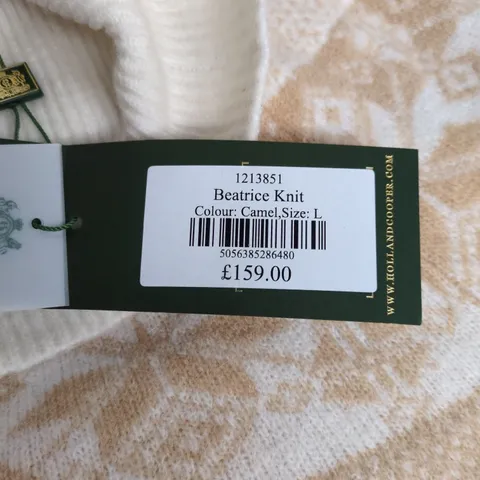 1213851
Beatrice Knit
Colour: Camel,Size: L
5056385286480
£159.00
WWW.HOLLANDCOOPER.COM